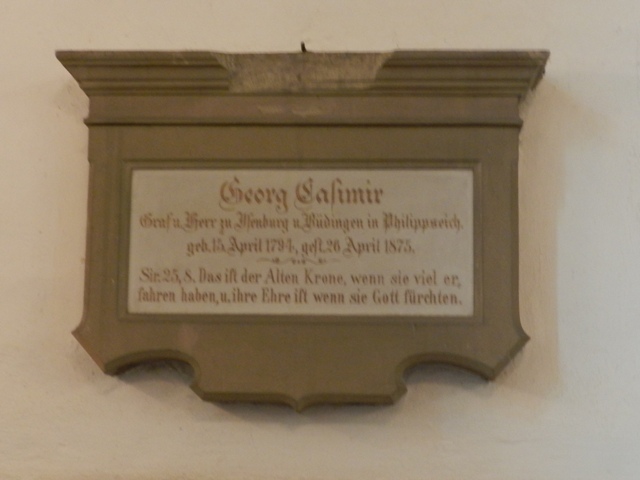 Georg Casimir
Graf u. Herr zu Isenburg u. Büdingen in Philippseich.
geb. 15. April 1794, gest. 26 April 1875.
Sir. 25, 8. Das ist der Alten Krone, wenn sie viel er,
fahren haben, u. ihre Ehre ist wenn sie Gott fürchten.